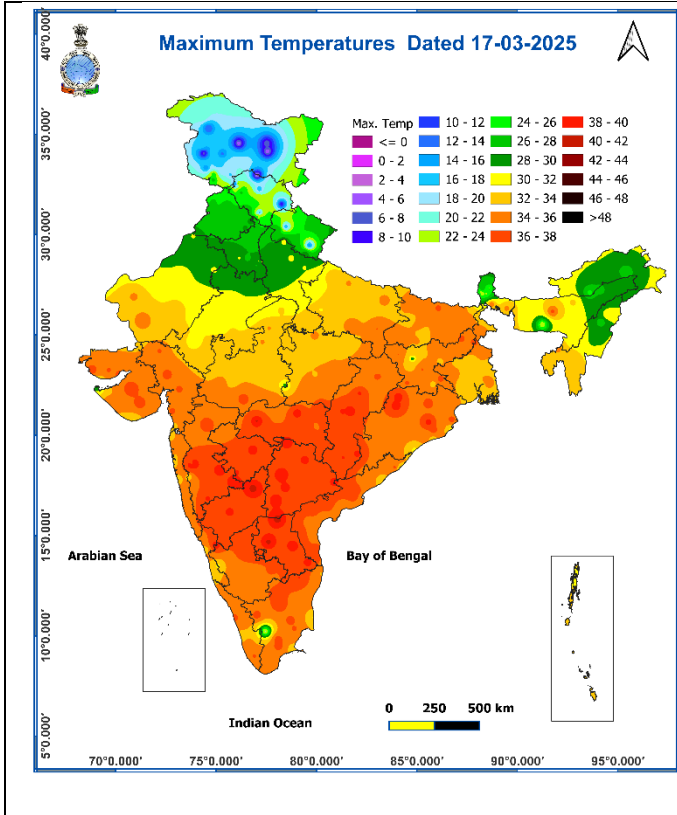 Maximum Temperatures Dated 17-03-2025
Max. Temp
<= 0
0 - 2
2 - 4
4 - 6
6 - 8
8 - 10
10 - 12
12 - 14
14 - 16
16 - 18
18 - 20
20 - 22
22 - 24
24 - 26
26 - 28
28 - 30
30 - 32
32 - 34
34 - 36
36 - 38
38 - 40
40 - 42
42 - 44
44 - 46
46 - 48
>48
40°0.000'
35°0.000'
30°0.000'
25°0.000'
20°0.000'
15°0.000'
10°0.000'
5°0.000'
Arabian Sea
Bay of Bengal
Indian Ocean
0 250 500 km
70°0.000' 75°0.000' 80°0.000' 85°0.000' 90°0.000' 95°0.000'